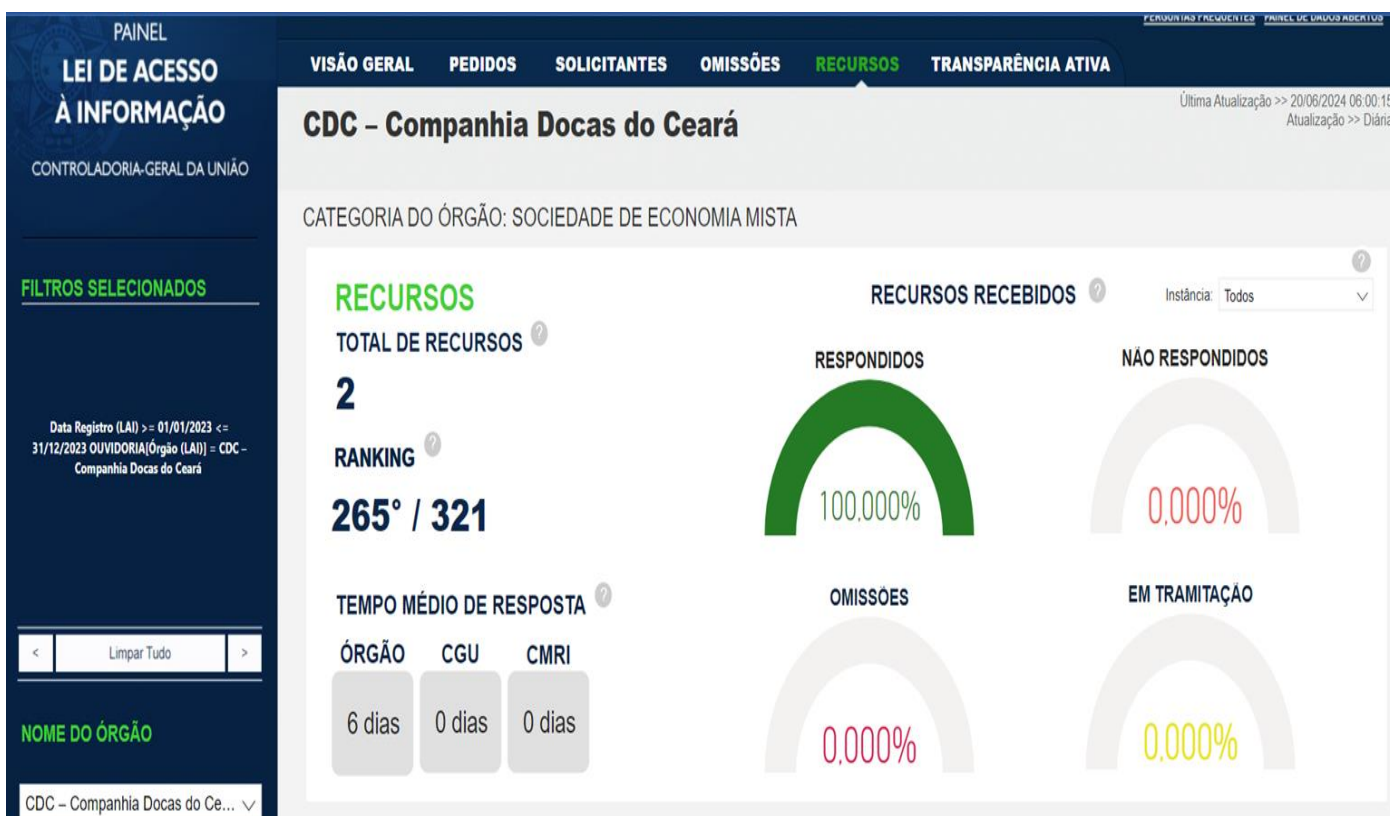 PAINEL
LEI DE ACESSO
À INFORMAÇÃO
CONTROLADORIA-GERAL DA UNIÃO
FILTROS SELECIONADOS
Data Registro (LAI) >= 01/01/2023 <=
31/12/2023 OUVIDORIA[Órgão (LAI)] = CDC –
Companhia Docas do Ceará
< Limpar Tudo >
NOME DO ÓRGÃO
CDC – Companhia Docas do Ce...
PERGUNTAS FREQUENTES PAINEL DE DADOS ABERTOS
VISÃO GERAL PEDIDOS SOLICITANTES OMISSÕES RECURSOS TRANSPARÊNCIA ATIVA
CDC – Companhia Docas do Ceará
Última Atualização >> 20/06/2024 06:00:15
Atualização >> Diária
CATEGORIA DO ÓRGÃO: SOCIEDADE DE ECONOMIA MISTA
?
RECURSOS
TOTAL DE RECURSOS ?
2
RANKING ?
265° / 321
TEMPO MÉDIO DE RESPOSTA ?
ÓRGÃO CGU CMRI
6 dias 0 dias 0 dias
RECURSOS RECEBIDOS ?
Instância: Todos
RESPONDIDOS
100,000%
NÃO RESPONDIDOS
0,000%
OMISSÕES
0,000%
EM TRAMITAÇÃO
0,000%